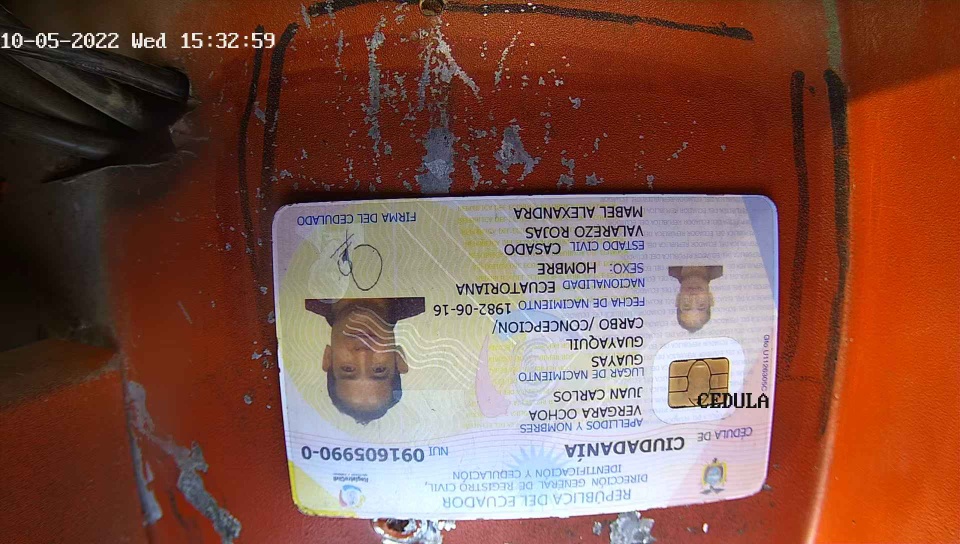 10-05-2022 Wed 15:32:59
CEDULA
REPÚBLICA DEL ECUADOR
DIRECCIÓN GENERAL DE REGISTRO CIVIL,
IDENTIFICACIÓN Y CEDULACIÓN
CÉDULA DE CIUDADANÍA
NUI 091605990-0
APELLIDOS Y NOMBRES
VERGARA OCHOA
JUAN CARLOS
LUGAR DE NACIMIENTO
GUAYAS
GUAYAQUIL
CARBO /CONCEPCION/
FECHA DE NACIMIENTO 1982-06-16
NACIONALIDAD ECUATORIANA
SEXO: HOMBRE
ESTADO CIVIL CASADO
VALAREZO ROJAS
MABEL ALEXANDRA
FIRMA DEL CEDULADO